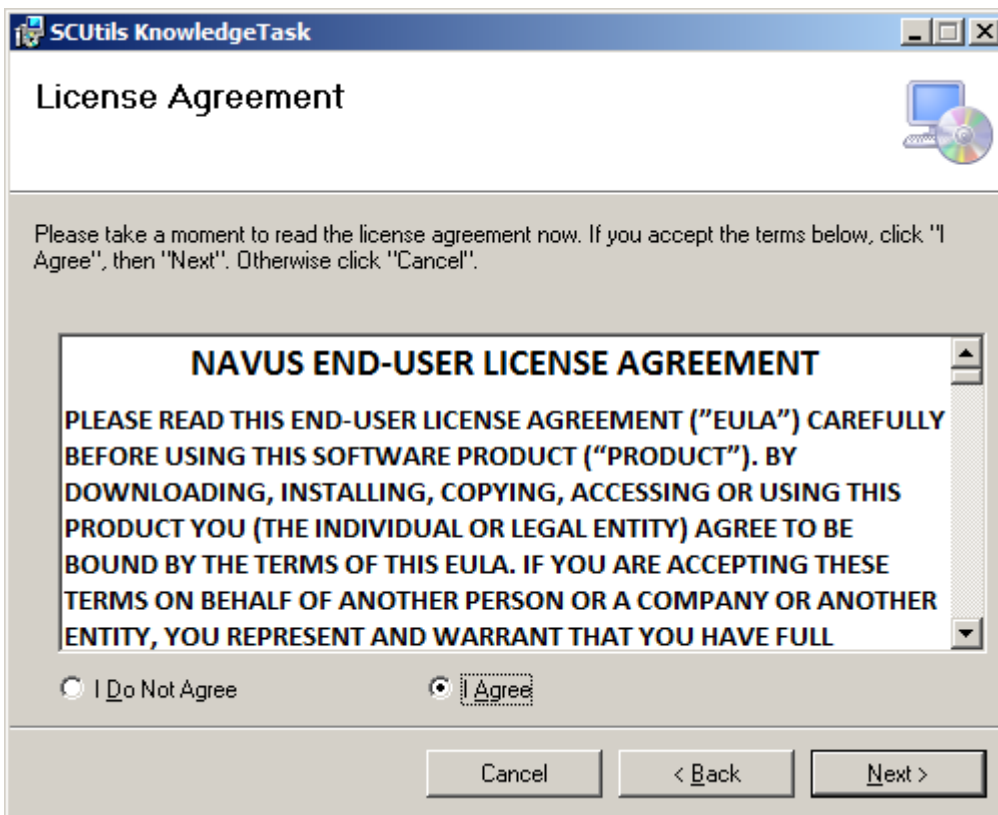 SCUtils KnowledgeTask
License Agreement
Please take a moment to read the license agreement now. If you accept the terms below, click "I
Agree", then "Next". Otherwise click "Cancel".
NAVUS END-USER LICENSE AGREEMENT
PLEASE READ THIS END-USER LICENSE AGREEMENT (”EULA”) CAREFULLY
BEFORE USING THIS SOFTWARE PRODUCT (“PRODUCT”). BY
DOWNLOADING, INSTALLING, COPYING, ACCESSING OR USING THIS
PRODUCT YOU (THE INDIVIDUAL OR LEGAL ENTITY) AGREE TO BE
BOUND BY THE TERMS OF THIS EULA. IF YOU ARE ACCEPTING THESE
TERMS ON BEHALF OF ANOTHER PERSON OR A COMPANY OR ANOTHER
ENTITY, YOU REPRESENT AND WARRANT THAT YOU HAVE FULL
I Do Not Agree I Agree
Cancel < Back Next >